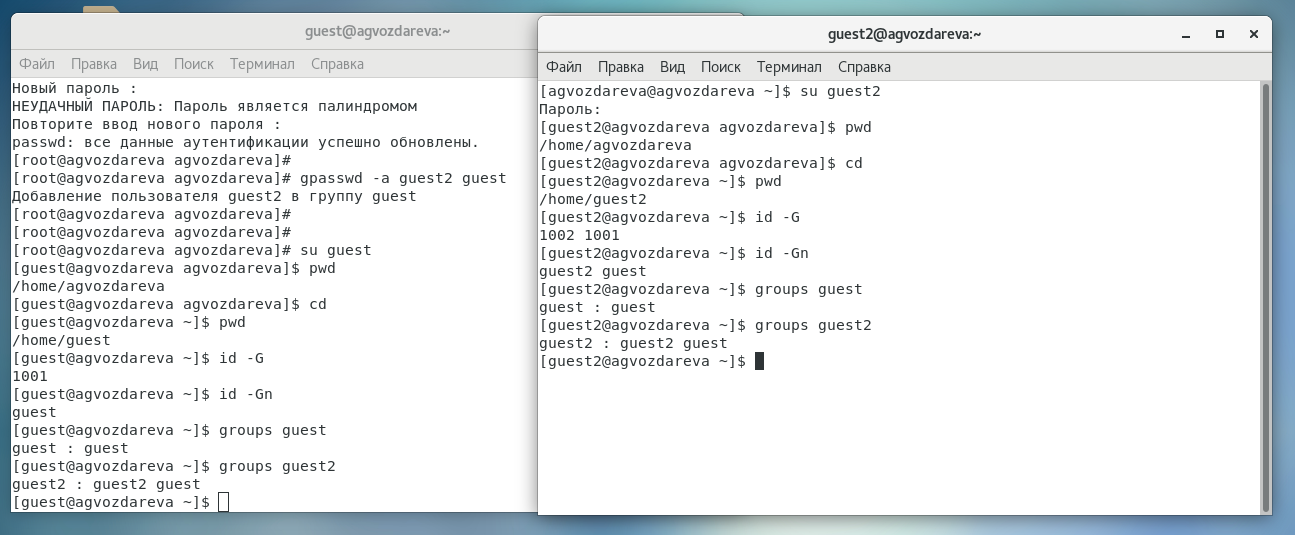 guest@agvozdareva:~
Файл Правка Вид Поиск Терминал Справка
Новый пароль :
НЕУДАЧНЫЙ ПАРОЛЬ: Пароль является палиндромом
Повторите ввод нового пароля :
passwd: все данные аутентификации успешно обновлены.
[root@agvozdareva agvozdareva]#
[root@agvozdareva agvozdareva]# gpasswd -a guest2 guest
Добавление пользователя guest2 в группу guest
[root@agvozdareva agvozdareva]#
[root@agvozdareva agvozdareva]#
[root@agvozdareva agvozdareva]# su guest
[guest@agvozdareva agvozdareva]$ pwd
/home/agvozdareva
[guest@agvozdareva agvozdareva]$ cd
[guest@agvozdareva ~]$ pwd
/home/guest
[guest@agvozdareva ~]$ id -G
1001
[guest@agvozdareva ~]$ id -Gn
guest
[guest@agvozdareva ~]$ groups guest
guest : guest
[guest@agvozdareva ~]$ groups guest2
guest2 : guest2 guest
[guest@agvozdareva ~]$
guest2@agvozdareva:~
Файл Правка Вид Поиск Терминал Справка
[agvozdareva@agvozdareva ~]$ su guest2
Пароль:
[guest2@agvozdareva agvozdareva]$ pwd
/home/agvozdareva
[guest2@agvozdareva agvozdareva]$ cd
[guest2@agvozdareva ~]$ pwd
/home/guest2
[guest2@agvozdareva ~]$ id -G
1002 1001
[guest2@agvozdareva ~]$ id -Gn
guest2 guest
[guest2@agvozdareva ~]$ groups guest
guest : guest
[guest2@agvozdareva ~]$ groups guest2
guest2 : guest2 guest
[guest2@agvozdareva ~]$